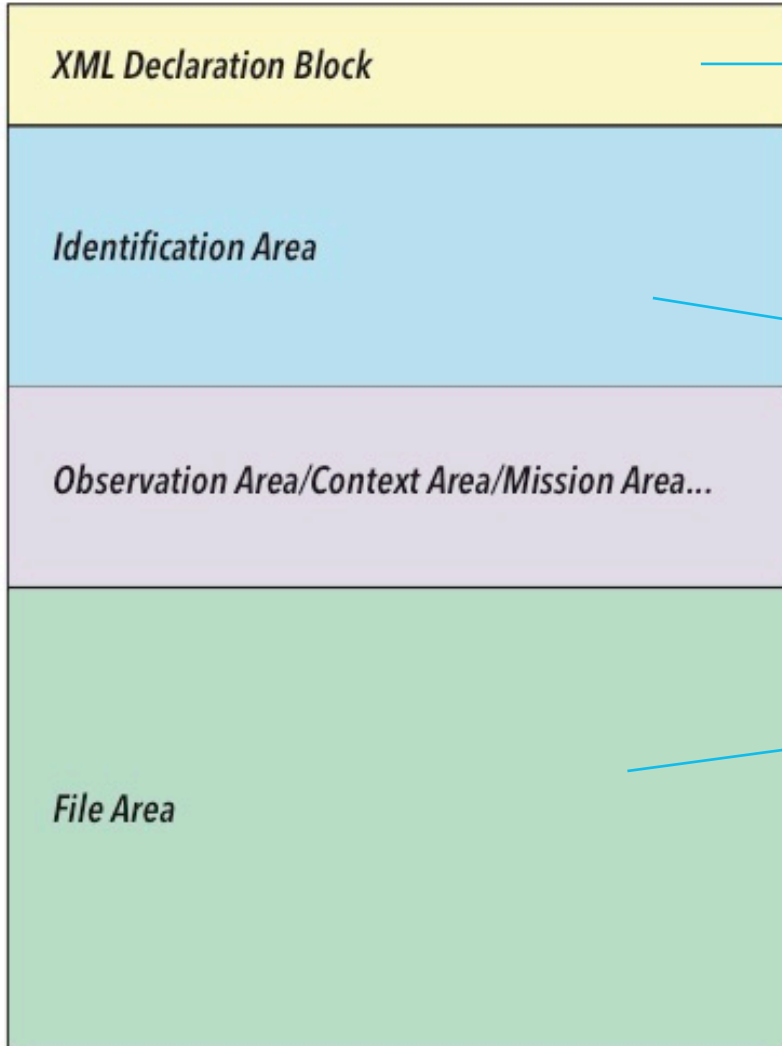 XML Declaration Block
Identification Area
Observation Area/Context Area/Mission Area...
File Area